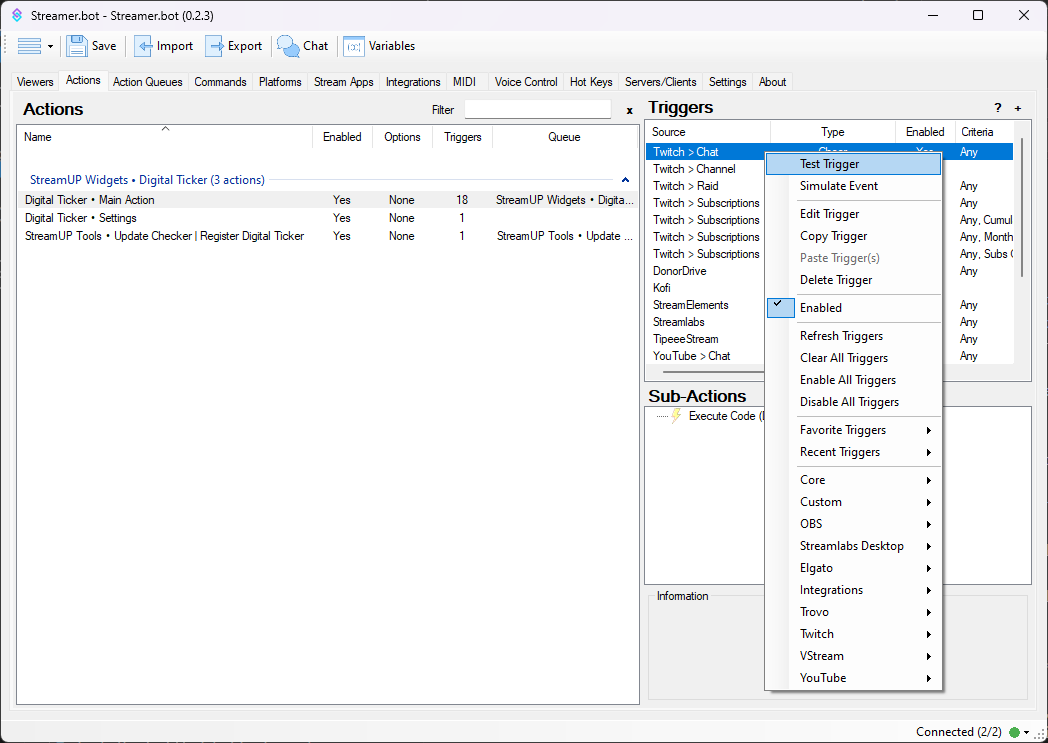 Streamer.bot - Streamer.bot (0.2.3)
Save Import Export Chat (x) Variables
Viewers Actions Action Queues Commands Platforms Stream Apps Integrations MIDI Voice Control Hot Keys Servers/Clients Settings About
Actions Filter x
Name Enabled Options Triggers Queue
StreamUP Widgets • Digital Ticker (3 actions)
Digital Ticker • Main Action Yes None 18 StreamUP Widgets • Digita...
Digital Ticker • Settings Yes None 1
StreamUP Tools • Update Checker | Register Digital Ticker Yes None 1 StreamUP Tools • Update ...
Triggers ? +
Source Type Enabled Criteria
Twitch > Chat Cheer Yes Any
Twitch > Channel
Twitch > Raid Any
Twitch > Subscriptions Any
Twitch > Subscriptions Any, Cumul
Twitch > Subscriptions Any, Month
Twitch > Subscriptions Any, Subs
DonorDrive Any
Kofi
StreamElements Any
Streamlabs Any
TipeeeStream Any
YouTube > Chat Any
Test Trigger
Simulate Event
Edit Trigger
Copy Trigger
Paste Trigger(s)
Delete Trigger
Enabled
Refresh Triggers
Clear All Triggers
Enable All Triggers
Disable All Triggers
Favorite Triggers
Recent Triggers
Core
Custom
OBS
Streamlabs Desktop
Elgato
Integrations
Trovo
Twitch
VStream
YouTube
Sub-Actions
Execute Code (
Information
Connected (2/2)